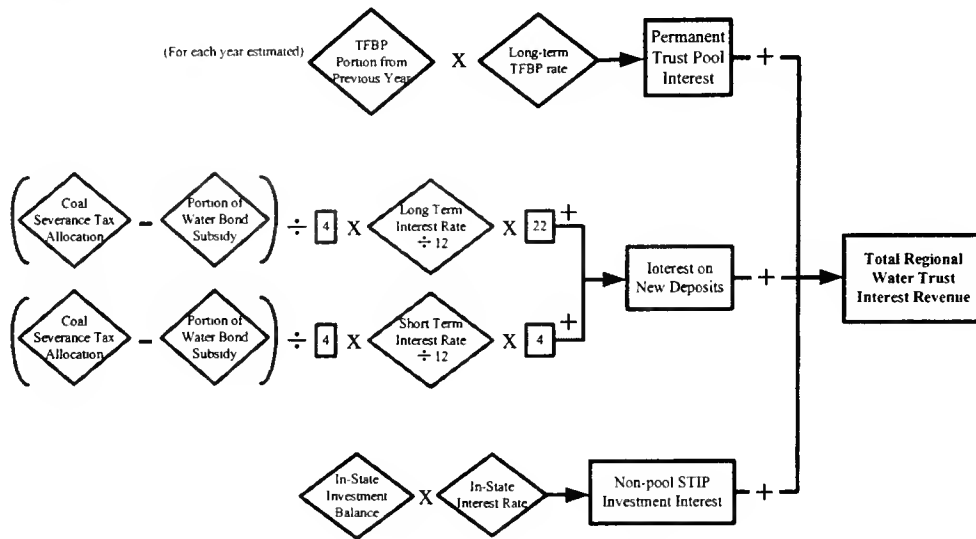 (For each year estimated)
TFBP
Portion from
Previous Year
X
Long-term
TFBP rate
Permanent
Trust Pool
Interest
+
(
Coal
Severance Tax
Allocation
-
Portion of
Water Bond
Subsidy
)
÷
4
X
Long Term
Interest Rate
÷ 12
X
22
+
(
Coal
Severance Tax
Allocation
-
Portion of
Water Bond
Subsidy
)
÷
4
X
Short Term
Interest Rate
÷ 12
X
4
+
Interest on
New Deposits
+
Total Regional
Water Trust
Interest Revenue
In-State
Investment
Balance
X
In-State
Interest Rate
Non-pool STIP
Investment Interest
+